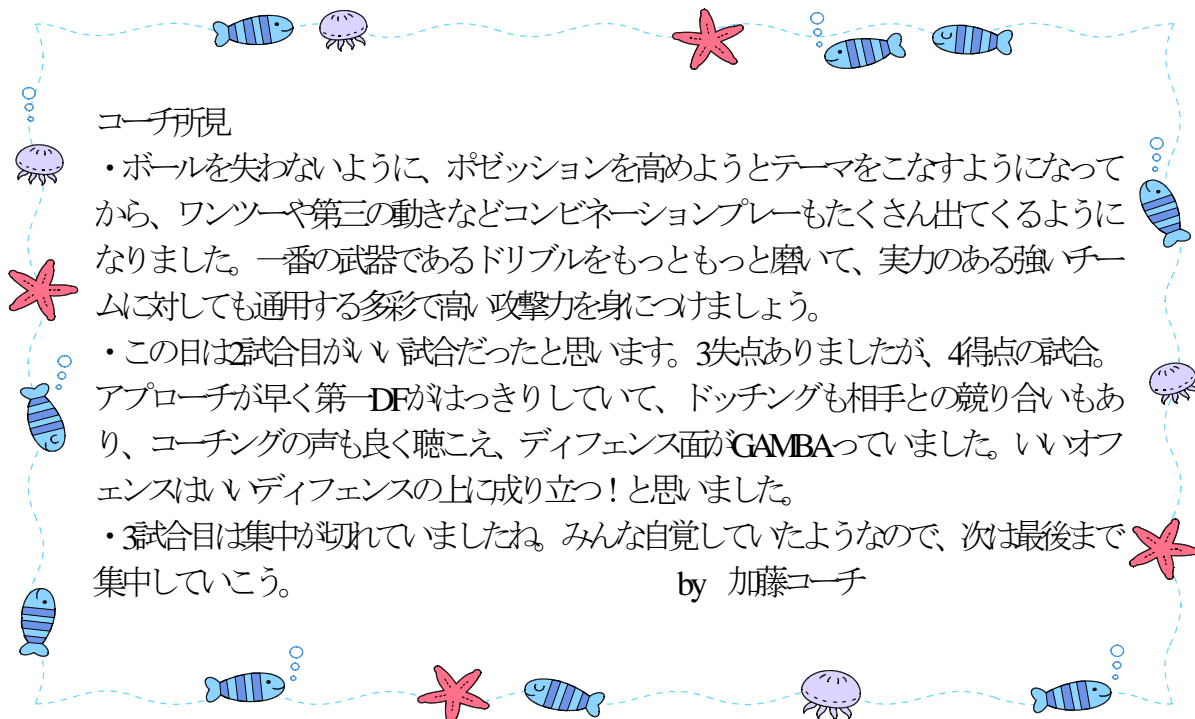 コーチ所見
・ボールを失わないように、ポゼッションを高めようとテーマをこなすようになって
から、ワンツーや第三の動きなどコンビネーションプレーもたくさん出てくるように
なりました。一番の武器であるドリブルをもっともっと磨いて、実力のある強いチー
ムに対しても通用する多彩で高い攻撃力を身につけましょう。
・この日は2試合目がいい試合だったと思います。3失点ありましたが、4得点の試合。
アプローチが早く第一DFがはっきりしていて、ドッチングも相手との競り合いもあ
り、コーチングの声も良く聴こえ、ディフェンス面がGAMBAっていました。いいオフ
ェンスはいいディフェンスの上に成り立つ！と思いました。
・3試合目は集中が切れていましたね。みんな自覚していたようなので、次は最後まで
集中していこう。 by 加藤コーチ